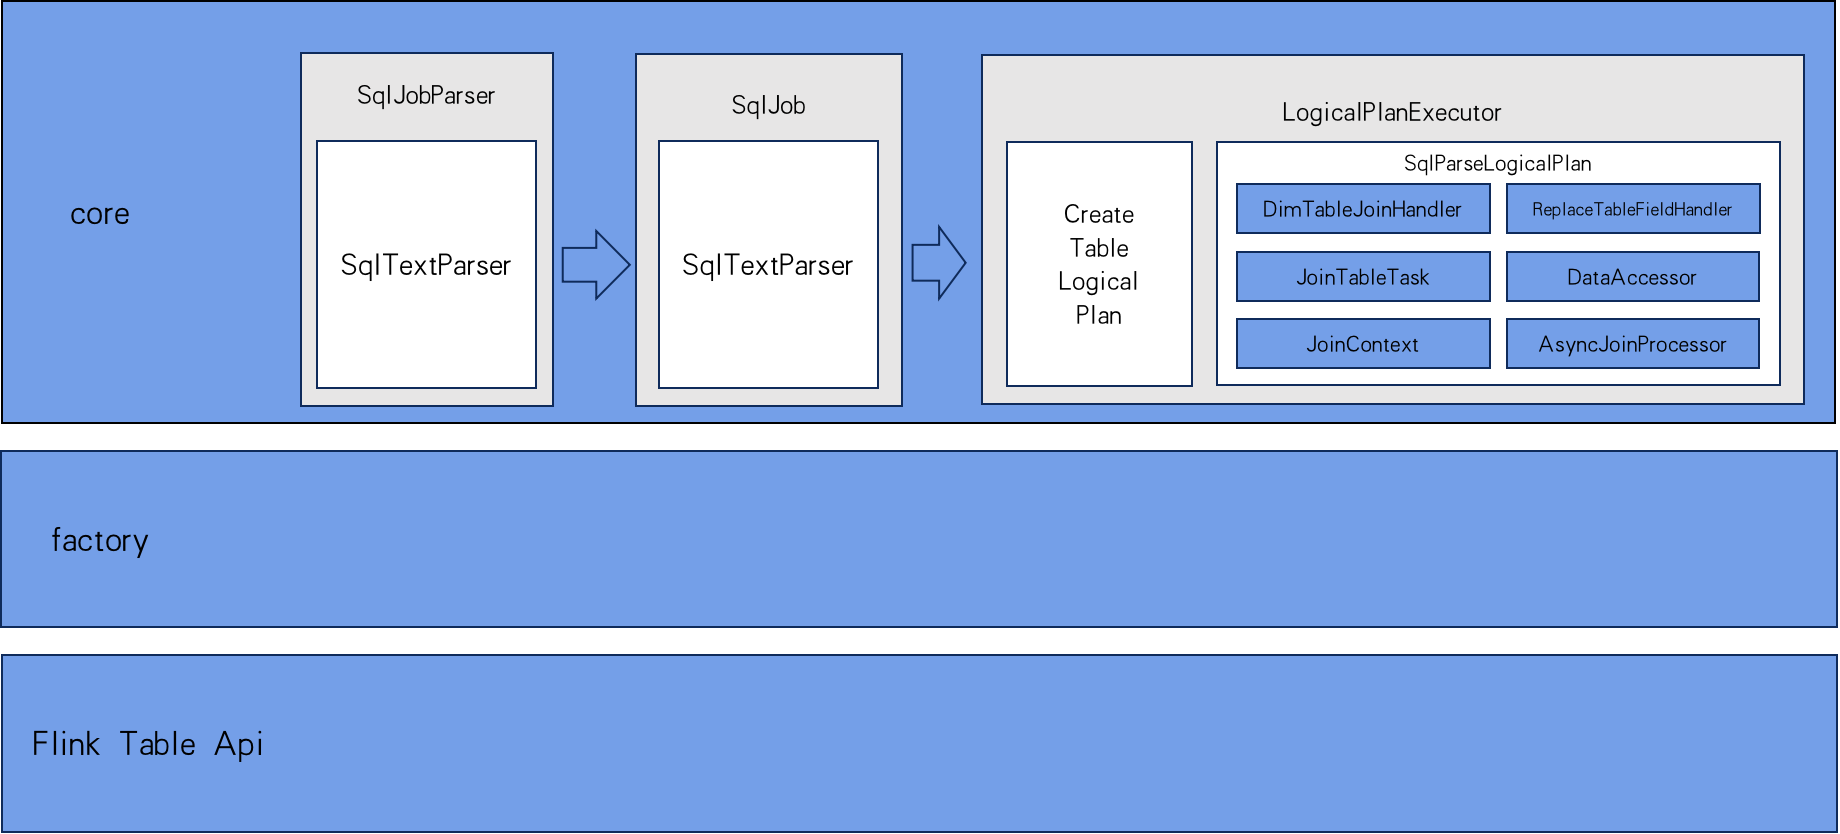 core
SqlJobParser
SqlTextParser
SqlJob
SqlTextParser
LogicalPlanExecutor
Create
Table
Logical
Plan
SqlParseLogicalPlan
DimTableJoinHandler
ReplaceTableFieldHandler
JoinTableTask
DataAccessor
JoinContext
AsyncJoinProcessor
factory
Flink Table Api